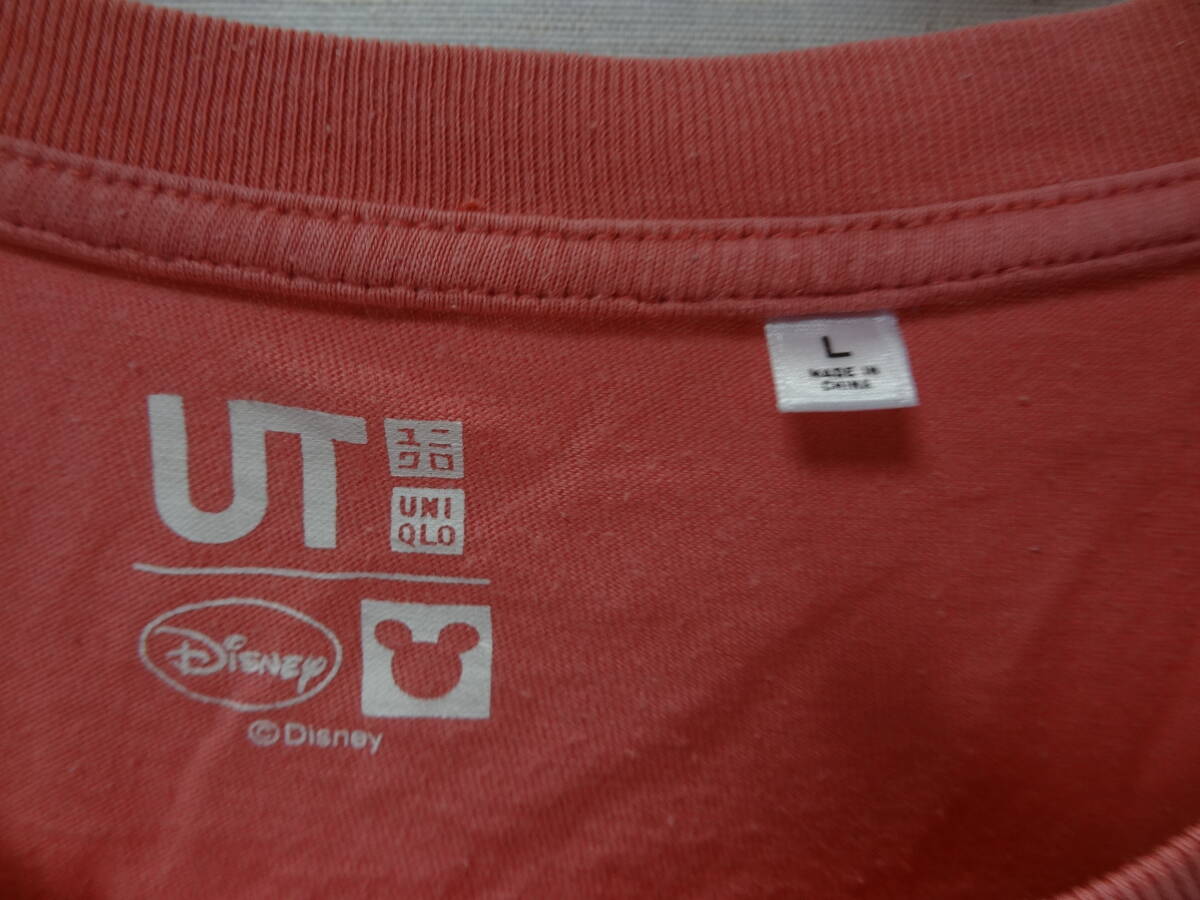 L
MADE IN
CHINA
UT
ユニ
クロ
UNI
QLO
Disney
©Disney